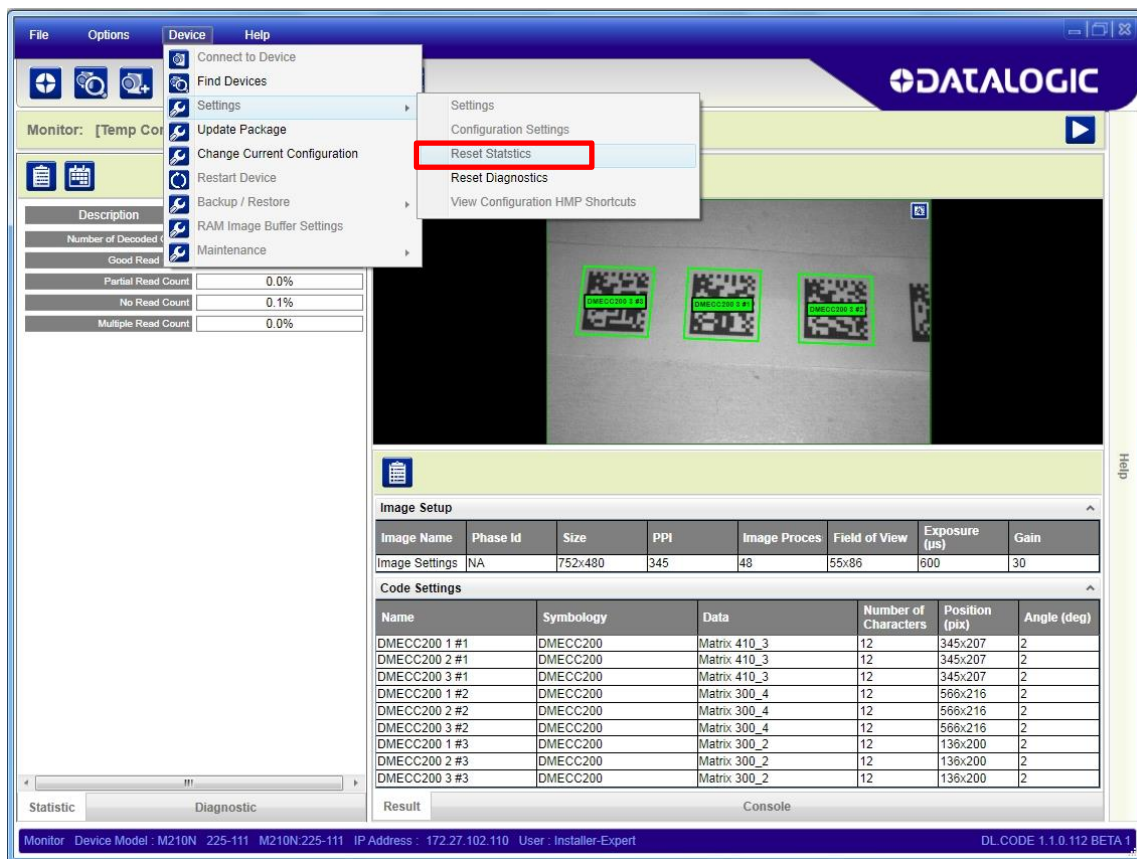 File Options Device Help
Connect to Device
Find Devices
Settings
Update Package
Change Current Configuration
Restart Device
Backup / Restore
RAM Image Buffer Settings
Maintenance
Settings
Configuration Settings
Reset Statstics
Reset Diagnostics
View Configuration HMP Shortcuts
DATALOGIC
Monitor: [Temp Cor
Description
Number of Decoded
Good Read
Partial Read Count 0.0%
No Read Count 0.1%
Multiple Read Count 0.0%
DMECC200 3 #3 DMECC200 3 #1 DMECC200 3 #2
Help
Image Setup
Image Name Phase Id Size PPI Image Proces Field of View Exposure (µs) Gain
Image Settings NA 752x480 345 48 55x86 600 30
Code Settings
Name Symbology Data Number of Characters Position (pix) Angle (deg)
DMECC200 1 #1 DMECC200 Matrix 410_3 12 345x207 2
DMECC200 2 #1 DMECC200 Matrix 410_3 12 345x207 2
DMECC200 3 #1 DMECC200 Matrix 410_3 12 345x207 2
DMECC200 1 #2 DMECC200 Matrix 300_4 12 566x216 2
DMECC200 2 #2 DMECC200 Matrix 300_4 12 566x216 2
DMECC200 3 #2 DMECC200 Matrix 300_4 12 566x216 2
DMECC200 1 #3 DMECC200 Matrix 300_2 12 136x200 2
DMECC200 2 #3 DMECC200 Matrix 300_2 12 136x200 2
DMECC200 3 #3 DMECC200 Matrix 300_2 12 136x200 2
Statistic Diagnostic Result Console
Monitor Device Model : M210N 225-111 M210N:225-111 IP Address : 172.27.102.110 User : Installer-Expert DL.CODE 1.1.0.112 BETA 1